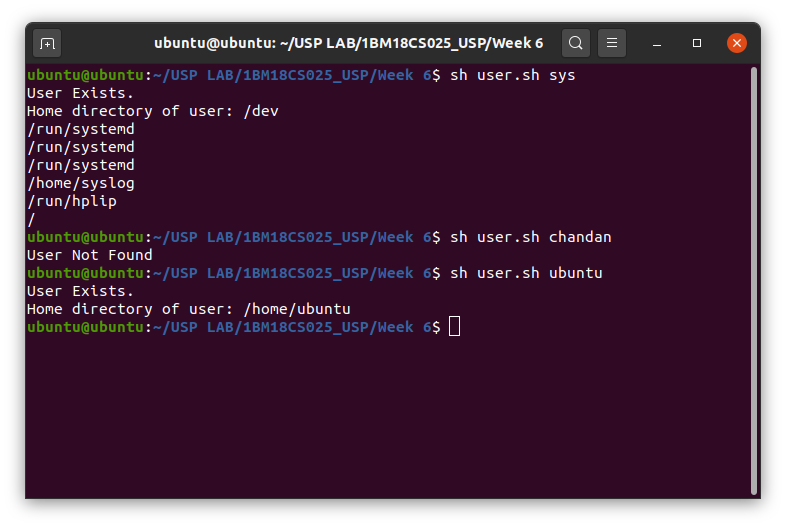 ubuntu@ubuntu: ~/USP LAB/1BM18CS025_USP/Week 6
ubuntu@ubuntu:~/USP LAB/1BM18CS025_USP/Week 6$ sh user.sh sys
User Exists.
Home directory of user: /dev
/run/systemd
/run/systemd
/run/systemd
/home/syslog
/run/hplip
/
ubuntu@ubuntu:~/USP LAB/1BM18CS025_USP/Week 6$ sh user.sh chandan
User Not Found
ubuntu@ubuntu:~/USP LAB/1BM18CS025_USP/Week 6$ sh user.sh ubuntu
User Exists.
Home directory of user: /home/ubuntu
ubuntu@ubuntu:~/USP LAB/1BM18CS025_USP/Week 6$